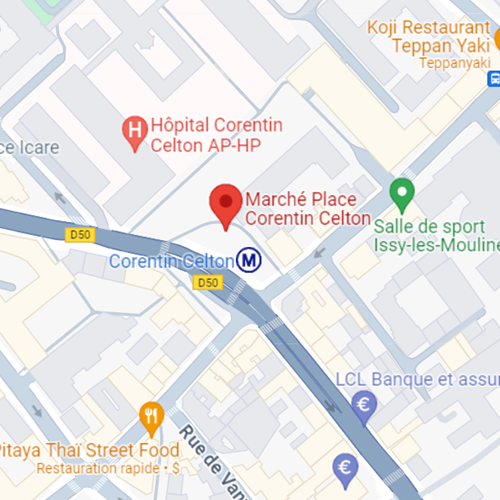 Koji Restaurant
Teppan Yaki
Teppanyaki
H
Hôpital Corentin
Celton AP-HP
ce Icare
Marché Place
Corentin Celton
Salle de sport
Issy-les-Mouline
D50
Corentin Celton
M
D50
LCL Banque et assur
€
Pitaya Thaï Street Food
Restauration rapide • $
Rue de Van
€